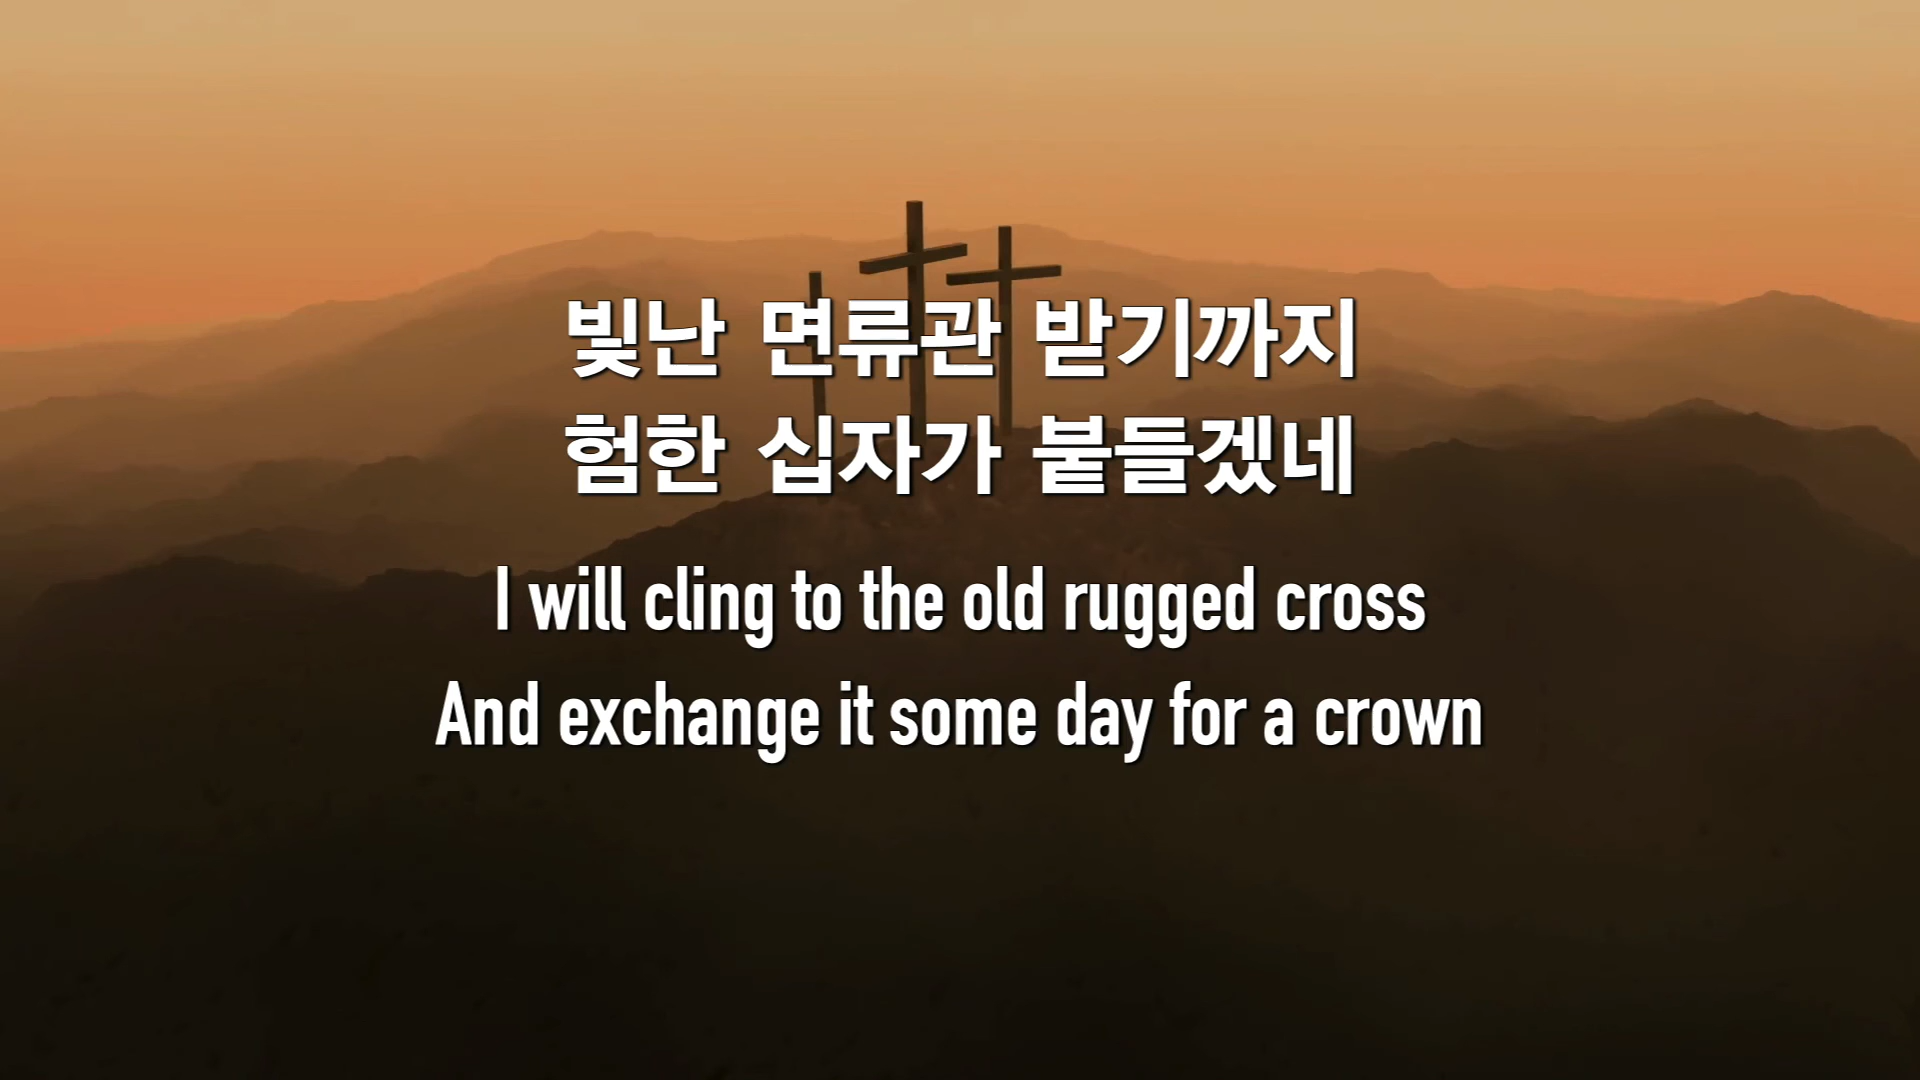 빛난 면류관 받기까지
험한 십자가 붙들겠네
I will cling to the old rugged cross
And exchange it some day for a crown